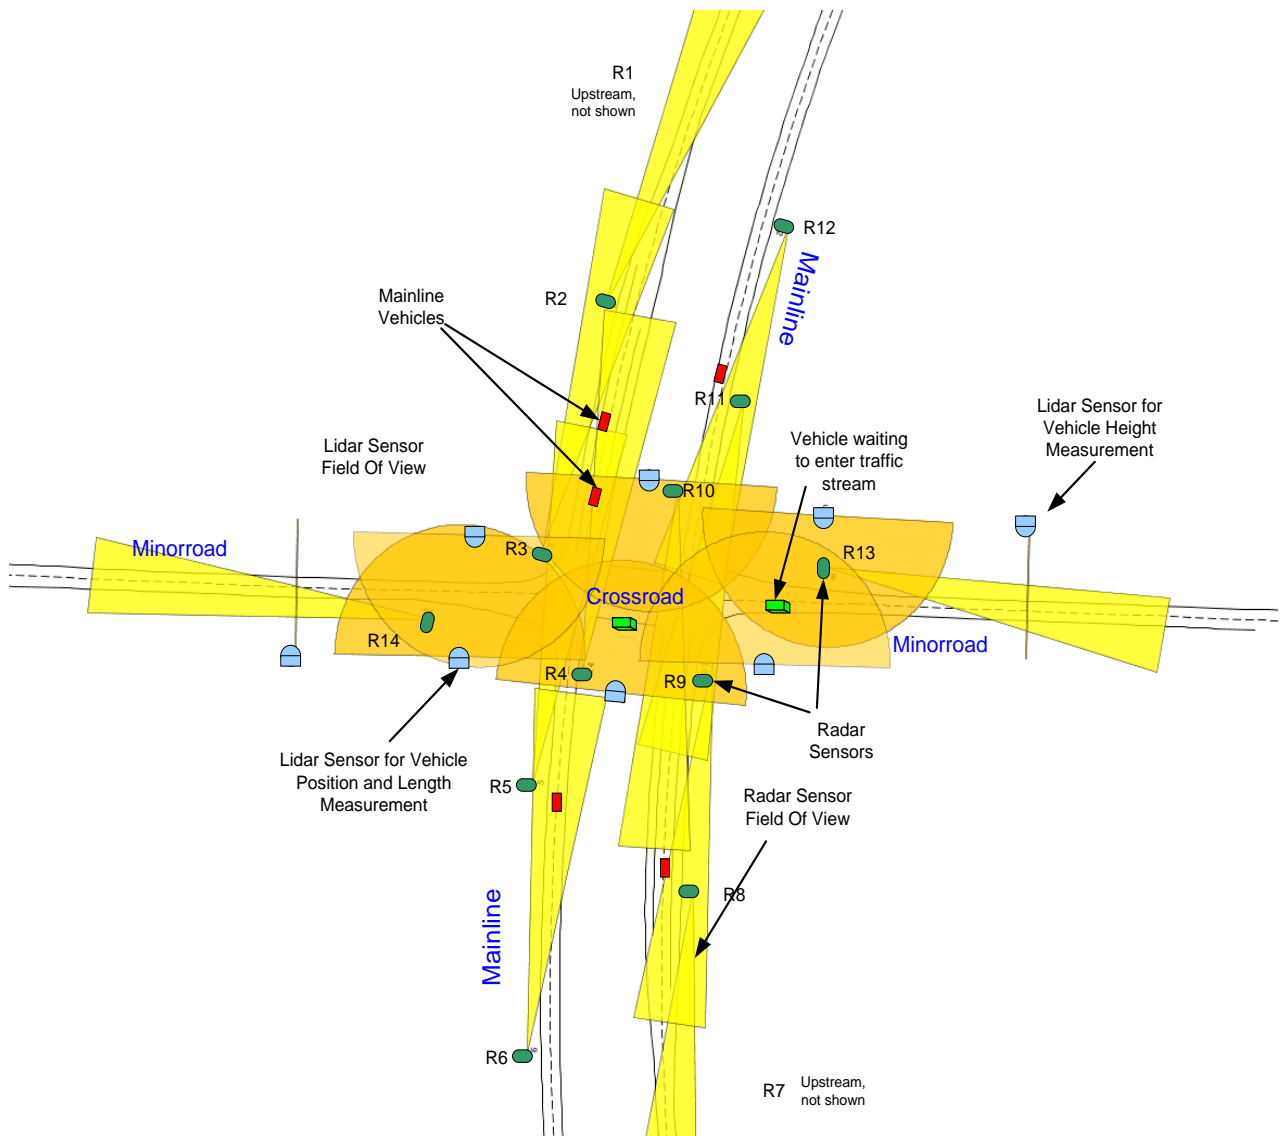 R1
Upstream,
not shown
R12
Mainline
R2
Mainline
Vehicles
R11
Lidar Sensor for
Vehicle Height
Measurement
Vehicle waiting
to enter traffic
stream
Lidar Sensor
Field Of View
R10
Minorroad
R3
R13
Crossroad
R14
Minorroad
R4
R9
Radar
Sensors
Lidar Sensor for Vehicle
Position and Length
Measurement
R5
Radar Sensor
Field Of View
R8
Mainline
R6
R7
Upstream,
not shown